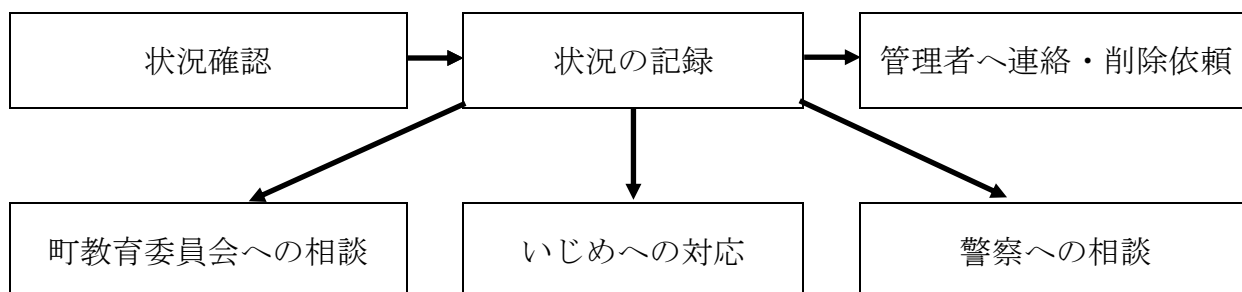 状況確認
状況の記録
管理者へ連絡・削除依頼
町教育委員会への相談
いじめへの対応
警察への相談